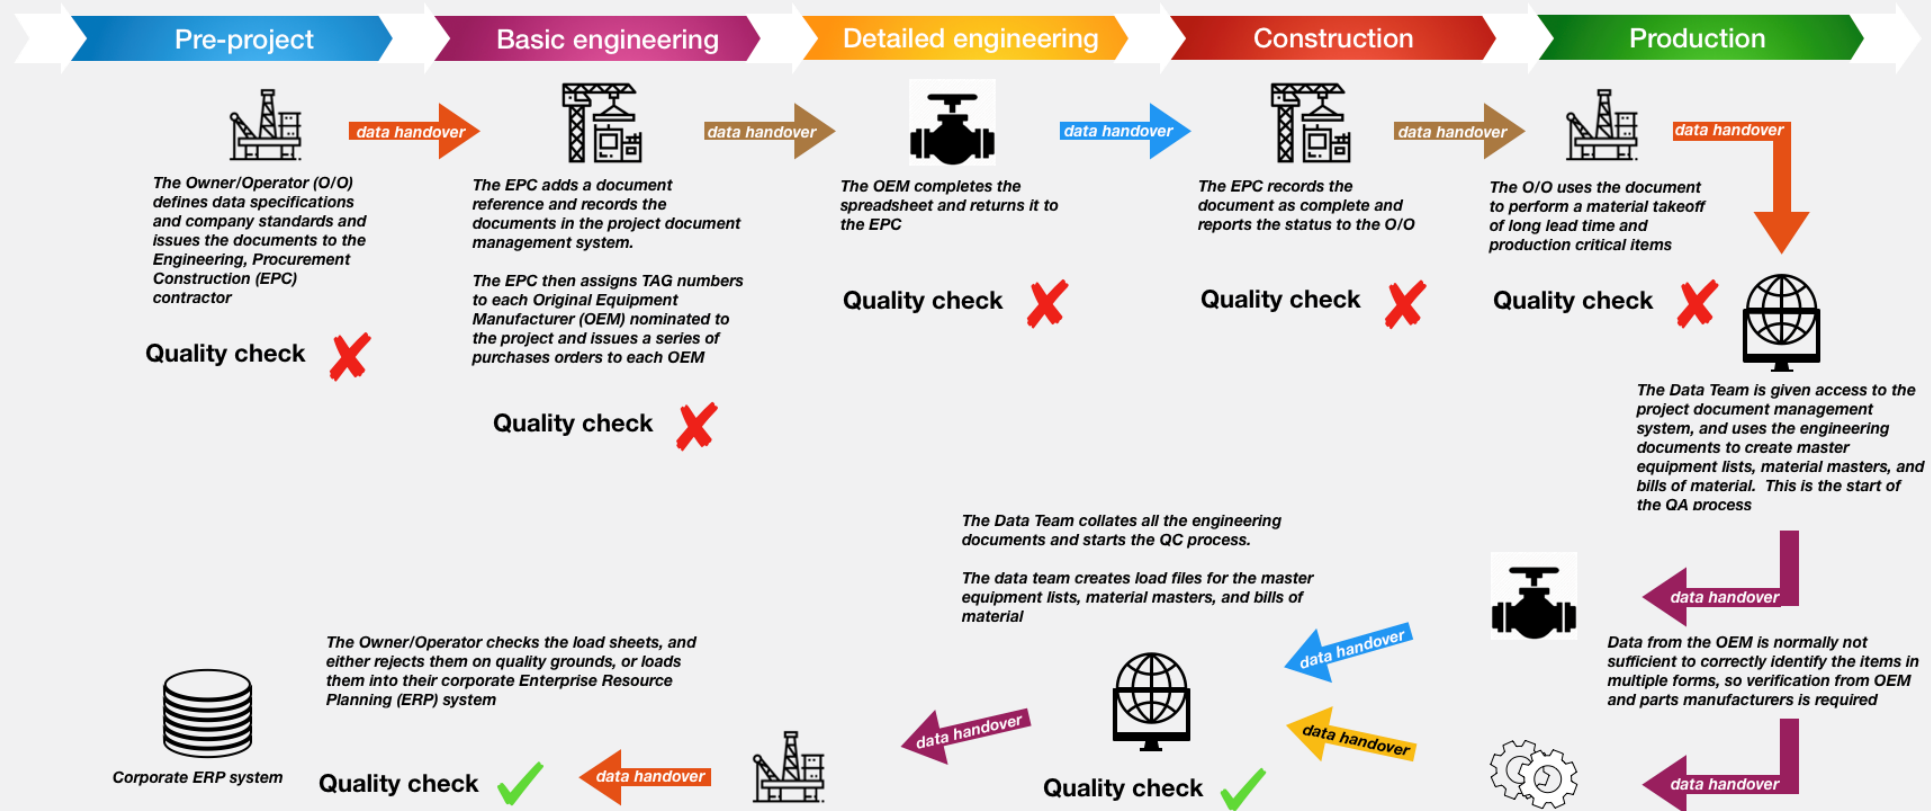 Pre-project
Basic engineering
Detailed engineering
Construction
Production
data handover
data handover
data handover
data handover
data handover
The Owner/Operator (O/O)
defines data specifications
and company standards and
issues the documents to the
Engineering, Procurement
Construction (EPC)
contractor
Quality check
The EPC adds a document
reference and records the
documents in the project document
management system.
The EPC then assigns TAG numbers
to each Original Equipment
Manufacturer (OEM) nominated to
the project and issues a series of
purchases orders to each OEM
Quality check
The OEM completes the
spreadsheet and returns it to
the EPC
Quality check
The EPC records the
document as complete and
reports the status to the O/O
Quality check
The O/O uses the document
to perform a material takeoff
of long lead time and
production critical items
Quality check
The Data Team is given access to the
project document management
system, and uses the engineering
documents to create master
equipment lists, material masters, and
bills of material.  This is the start of
the QA process
data handover
Data from the OEM is normally not
sufficient to correctly identify the items in
multiple forms, so verification from OEM
and parts manufacturers is required
data handover
data handover
data handover
The Data Team collates all the engineering
documents and starts the QC process.
The data team creates load files for the master
equipment lists, material masters, and bills of
material
Quality check
data handover
data handover
The Owner/Operator checks the load sheets, and
either rejects them on quality grounds, or loads
them into their corporate Enterprise Resource
Planning (ERP) system
Quality check
Corporate ERP system